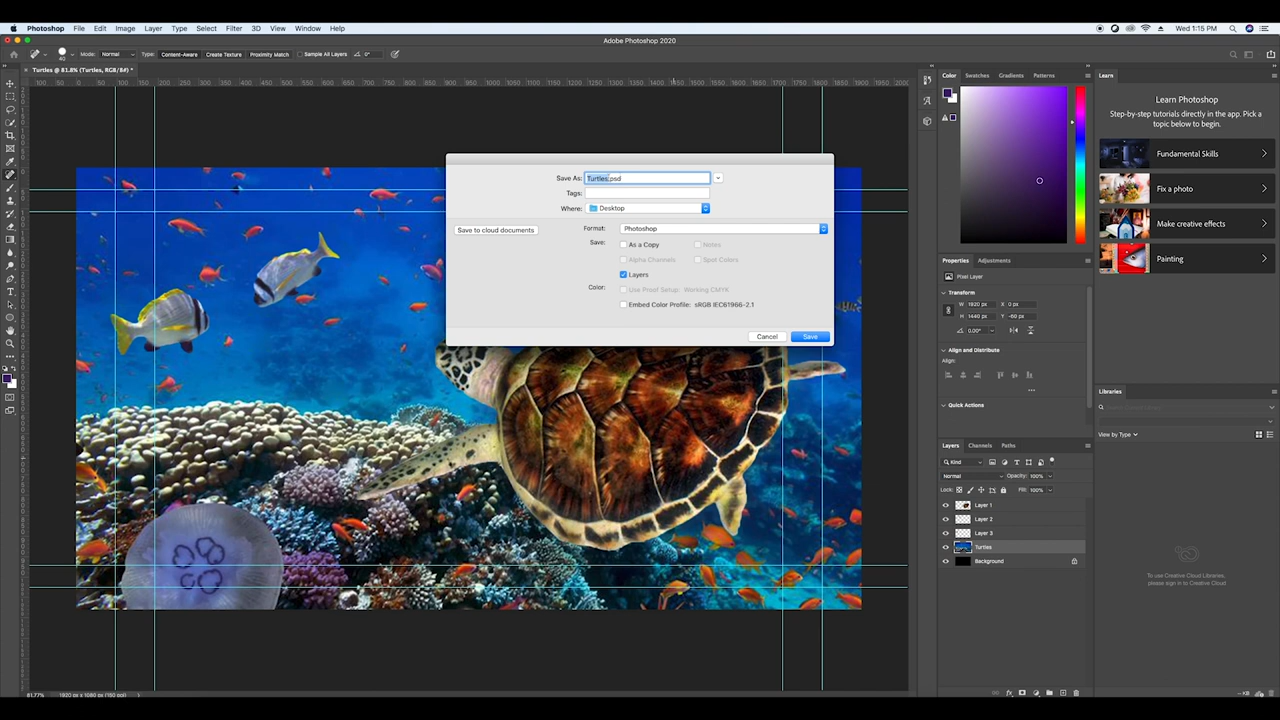 Photoshop File Edit Image Layer Type Select Filter 3D View Window Help Wed 1:15 PM
Adobe Photoshop 2020
40 Mode: Normal Type: Content-Aware Create Texture Proximity Match Sample All Layers 0°
Turtles @ 81.8% (Turtles, RGB/8#) *
Save As: Turtles.psd
Tags:
Where: Desktop
Save to cloud documents
Format: Photoshop
Save: As a Copy Notes
Alpha Channels Spot Colors
Layers
Color: Use Proof Setup: Working CMYK
Embed Color Profile: sRGB IEC61966-2.1
Cancel Save
Color Swatches Gradients Patterns
Properties Adjustments
Pixel Layer
Transform
W 1920 px X 0 px
H 1440 px Y -60 px
0.00°
Align and Distribute
Align:
Quick Actions
Layers Channels Paths
Kind
Normal Opacity: 100%
Lock: Fill: 100%
Layer 1
Layer 2
Layer 3
Turtles
Background
Learn
Learn Photoshop
Step-by-step tutorials directly in the app. Pick a
topic below to begin.
Fundamental Skills
Fix a photo
Make creative effects
Painting
Libraries
View by Type
To use Creative Cloud Libraries,
please sign in to Creative Cloud
-- KB
81.77% 1920 px x 1080 px (150 ppi)